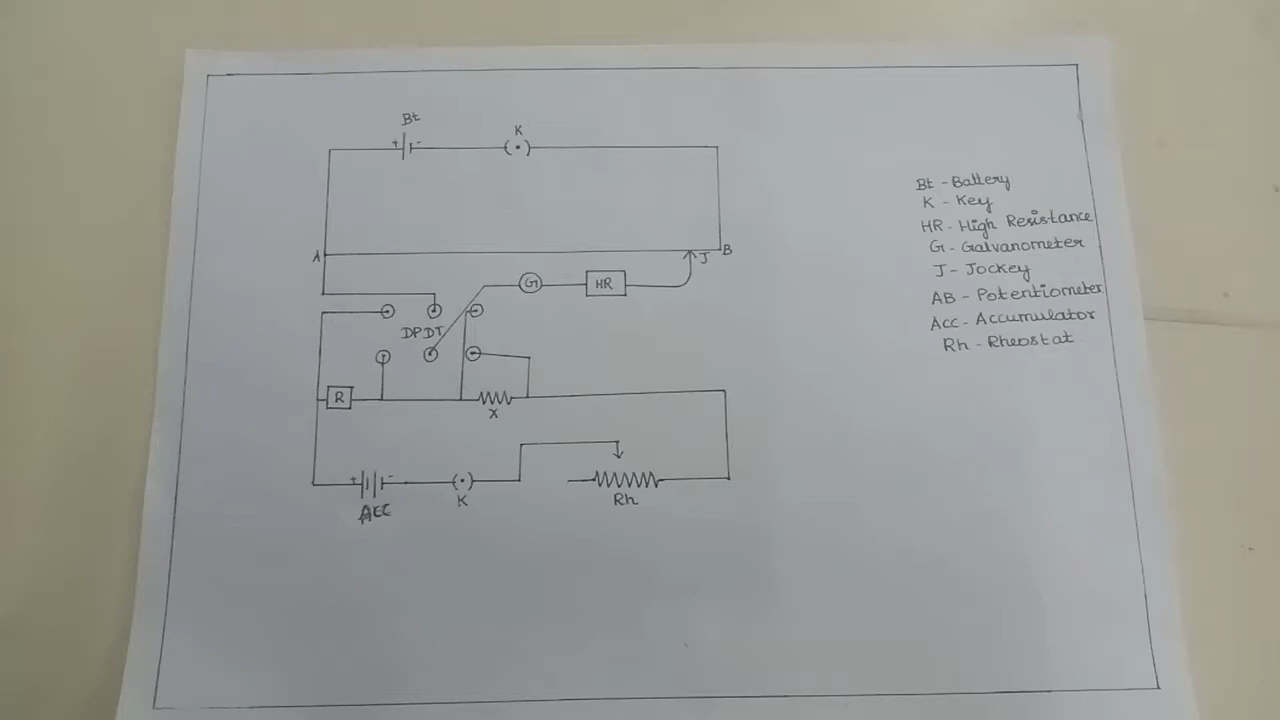 Bt
+ -
K
A
J
B
G
HR
DPDT
R
X
+ -
Acc
K
Rh
Bt - Battery
K - Key
HR - High Resistance
G - Galvanometer
J - Jockey
AB - Potentiometer
Acc - Accumulator
Rh - Rheostat